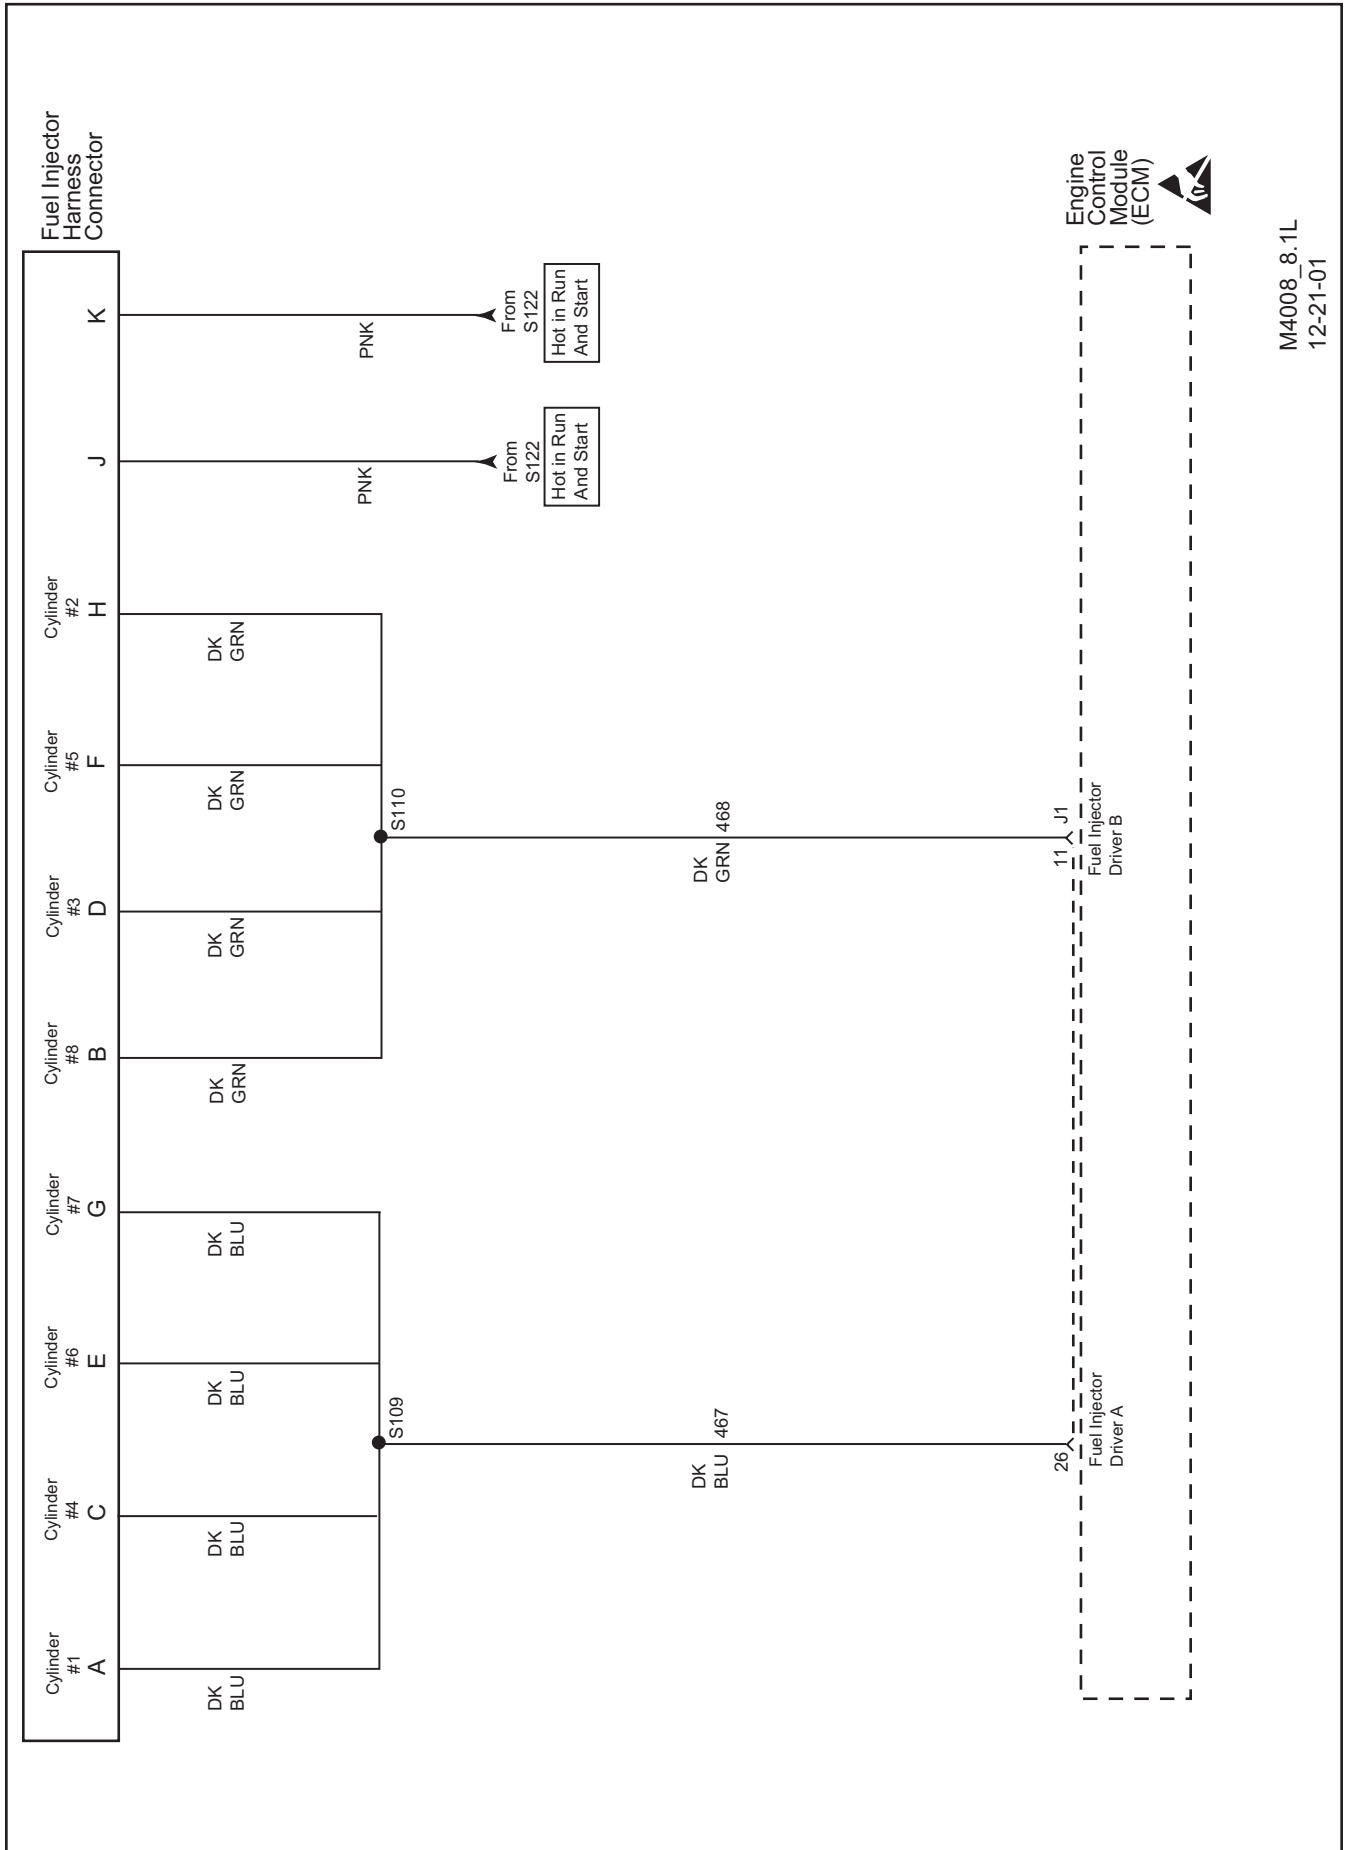 Fuel Injector
Harness
Connector
Cylinder
#1
A
Cylinder
#4
C
Cylinder
#6
E
Cylinder
#7
G
Cylinder
#8
B
Cylinder
#3
D
Cylinder
#5
F
Cylinder
#2
H
J
K
DK
BLU
DK
BLU
DK
BLU
DK
BLU
DK
GRN
DK
GRN
DK
GRN
DK
GRN
PNK
PNK
S109
S110
From
S122
Hot in Run
And Start
From
S122
Hot in Run
And Start
DK
BLU 467
DK
GRN 468
26
11 J1
Fuel Injector
Driver A
Fuel Injector
Driver B
Engine
Control
Module
(ECM)
M4008_8.1L
12-21-01